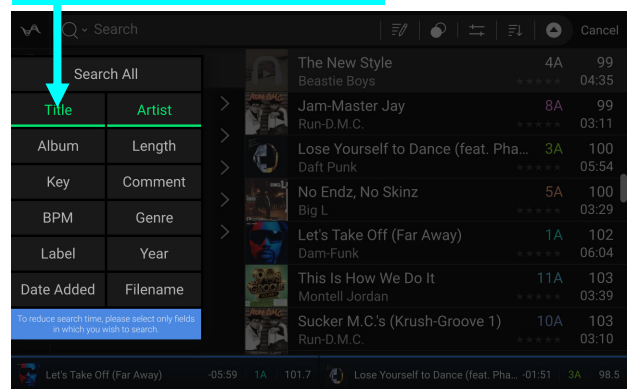 Search
Cancel
Search All
Title Artist
Album Length
Key Comment
BPM Genre
Label Year
Date Added Filename
To reduce search time, please select only fields
in which you wish to search.
The New Style 4A 99
Beastie Boys 04:35
Jam-Master Jay 8A 99
Run-D.M.C. 03:11
Lose Yourself to Dance (feat. Pha... 3A 100
Daft Punk 05:54
No Endz, No Skinz 5A 100
Big L 03:29
Let's Take Off (Far Away) 1A 102
Dam-Funk 06:04
This Is How We Do It 11A 103
Montell Jordan 03:39
Sucker M.C.'s (Krush-Groove 1) 10A 103
Run-D.M.C. 03:10
Let's Take Off (Far Away) -05:59 1A 101.7 Lose Yourself to Dance (feat. Pha... -01:51 3A 98.5